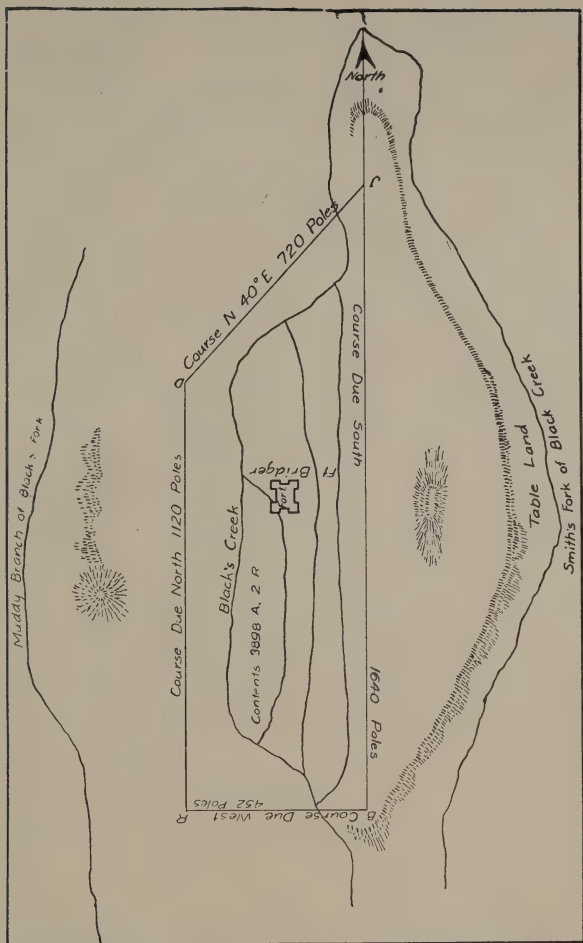 North
J
Course N 40° E 720 Poles
Course Due South
1640 Poles
Muddy Branch of Black's Fork
Course Due North 1120 Poles
Black's Creek
Ft Bridger
Fort
Contents 3898 A. 2 R
Table Land
Smith's Fork of Black Creek
R
Course Due West
452 Poles
B